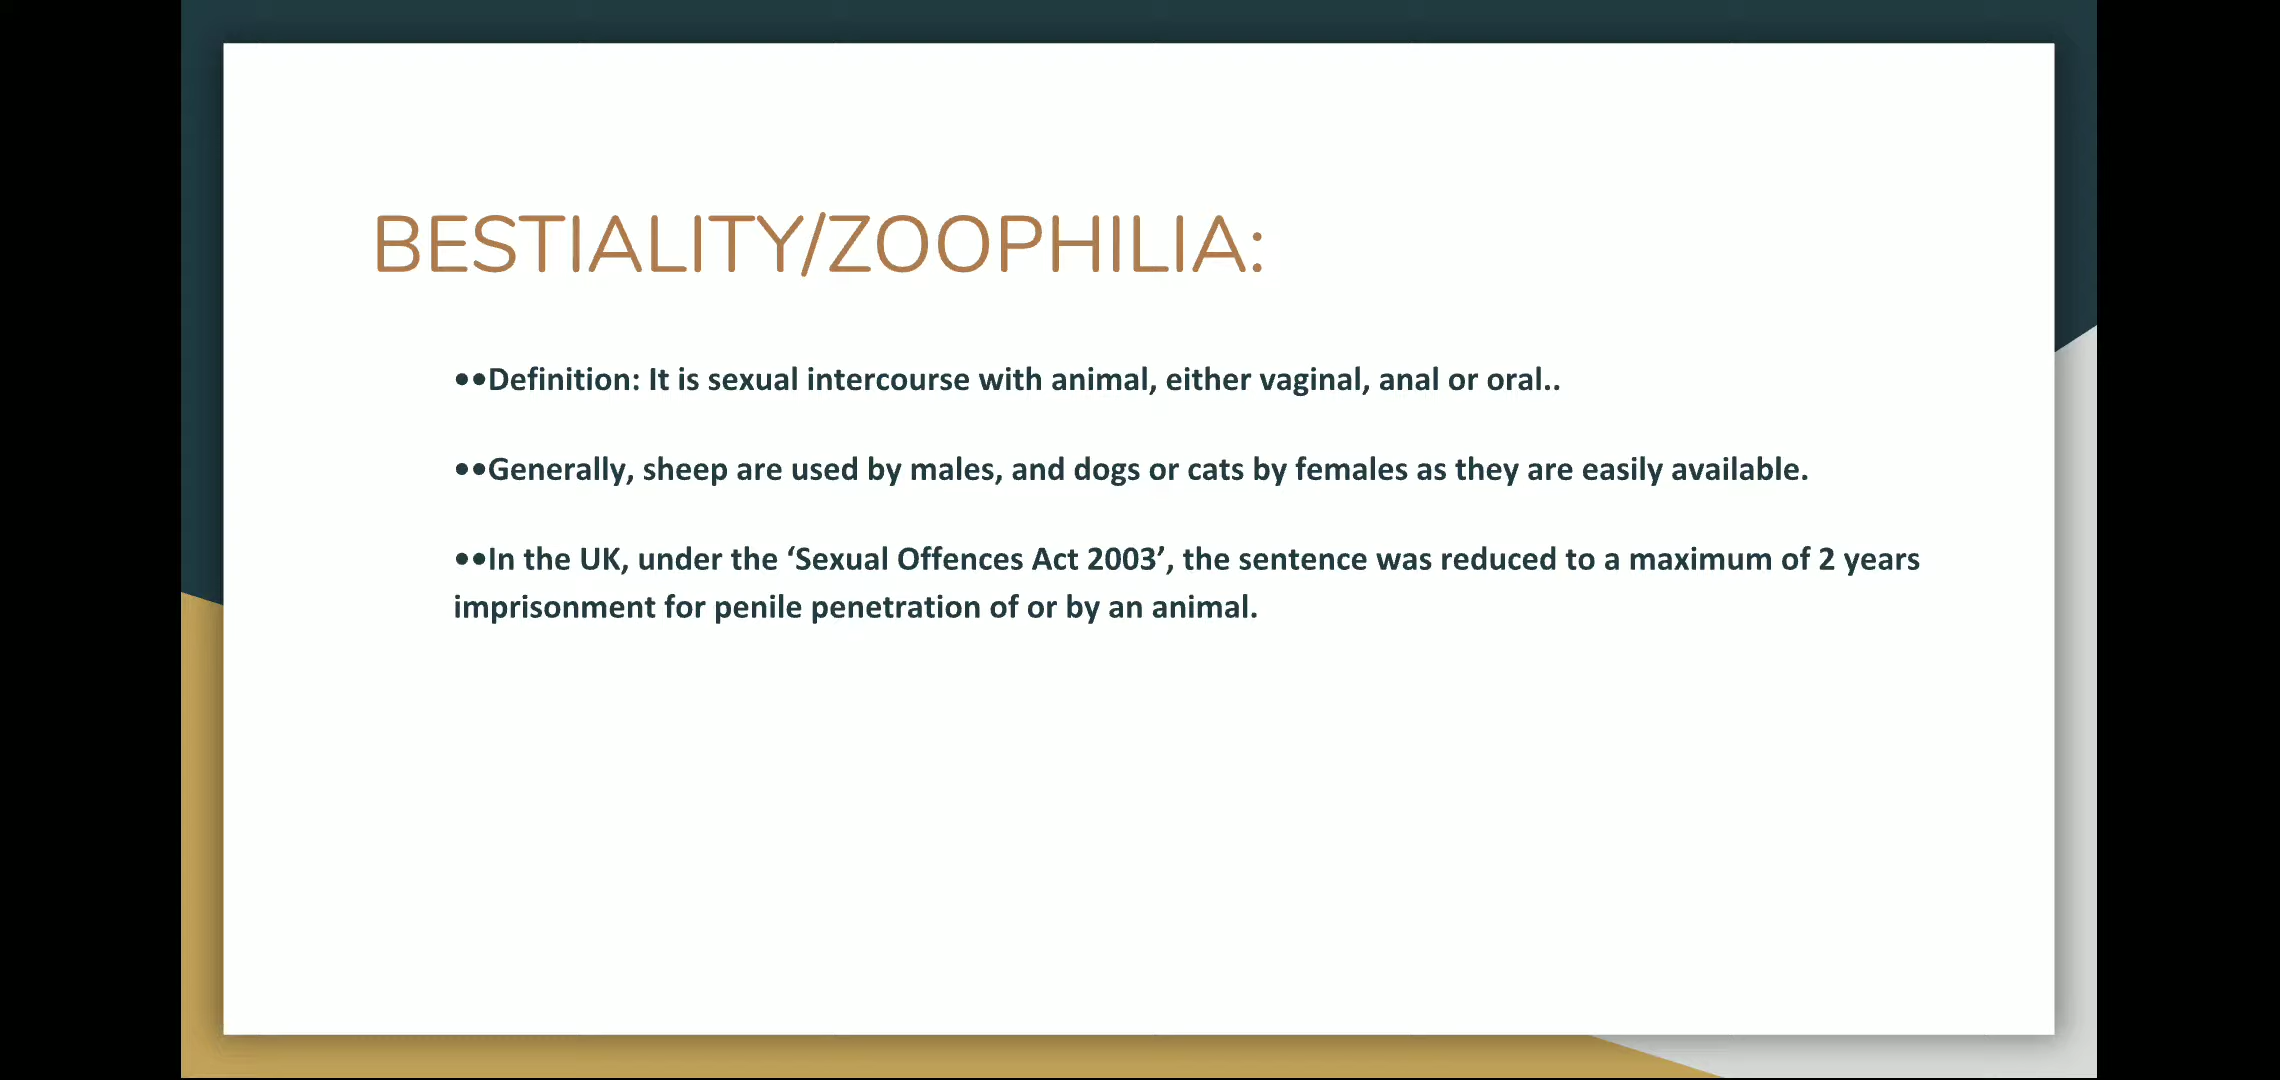 BESTIALITY/ZOOPHILIA:
••Definition: It is sexual intercourse with animal, either vaginal, anal or oral..
••Generally, sheep are used by males, and dogs or cats by females as they are easily available.
••In the UK, under the ‘Sexual Offences Act 2003’, the sentence was reduced to a maximum of 2 years
imprisonment for penile penetration of or by an animal.